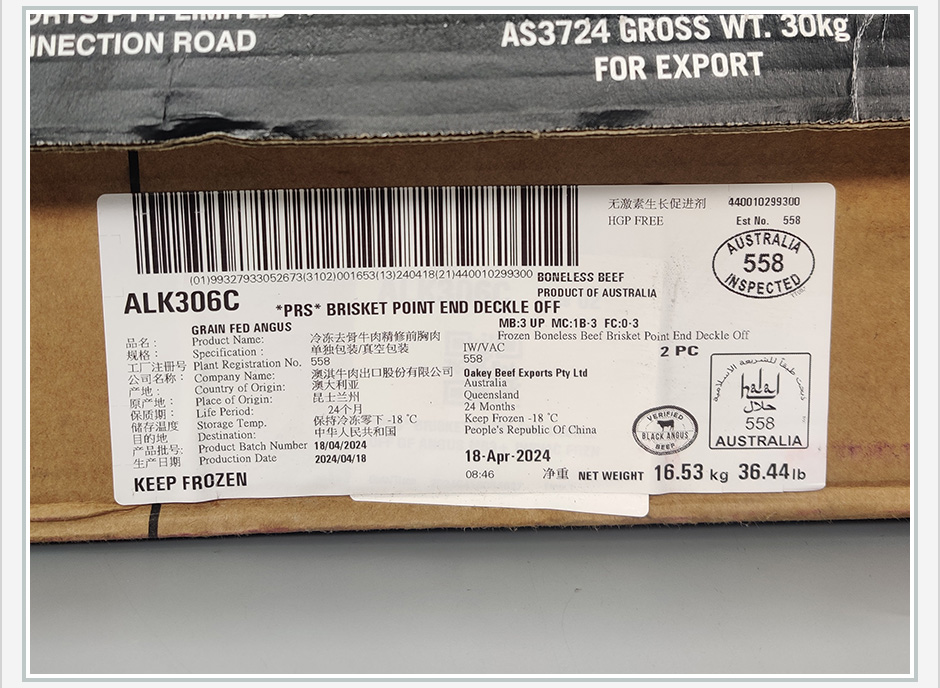 LIMITED
NNECTION ROAD
AS3724 GROSS WT. 30kg
FOR EXPORT
无激素生长促进剂 440010299300
HGP FREE Est No. 558
AUSTRALIA
558
INSPECTED
(01)99327933052673(3102)001653(13)240418(21)440010299300
BONELESS BEEF
PRODUCT OF AUSTRALIA
ALK306C *PRS* BRISKET POINT END DECKLE OFF
GRAIN FED ANGUS MB:3 UP MC:1B-3 FC:0-3
品名: Product Name: 冷冻去骨牛肉精修前胸肉 Frozen Boneless Beef Brisket Point End Deckle Off
规格: Specification : 单独包装/真空包装 IW/VAC 2 PC
工厂注册号 Plant Registration No. 558 558
公司名称: Company Name: 澳淇牛肉出口股份有限公司 Oakey Beef Exports Pty Ltd
产地: Country of Origin: 澳大利亚 Australia
原产地: Place of Origin: 昆士兰州 Queensland
保质期: Life Period: 24个月 24 Months
储存温度 Storage Temp. 保持冷冻零下 -18 ℃ Keep Frozen -18 ℃
目的地 Destination: 中华人民共和国 People's Republic Of China
产品批号: Product Batch Number 18/04/2024
生产日期 Production Date 2024/04/18 18-Apr-2024
08:46
KEEP FROZEN
净重 NET WEIGHT 16.53 kg 36.44lb
VERIFIED
BLACK ANGUS
BEEF
halal
حلال
558
AUSTRALIA